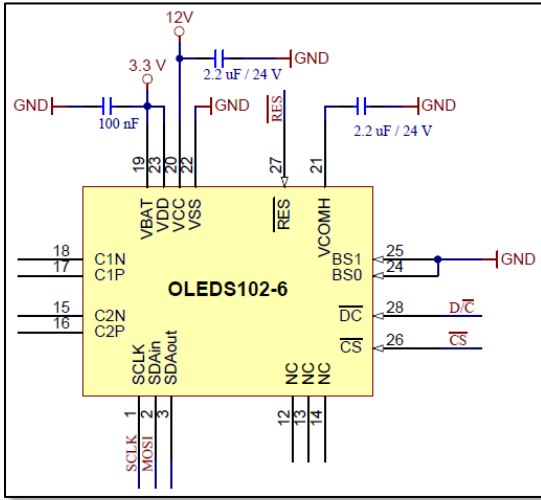 12V
3.3 V
2.2 uF / 24 V
GND
GND
100 nF
GND
RES
2.2 uF / 24 V
GND
19
23
20
22
27
21
VBAT
VDD
VCC
VSS
RES
VCOMH
18 C1N
17 C1P
BS1 25
BS0 24
GND
OLEDS102-6
15 C2N
16 C2P
DC 28 D/C
CS 26 CS
SCLK
SDAin
SDAout
NC
NC
NC
1
2
3
12
13
14
SCLK
MOSI